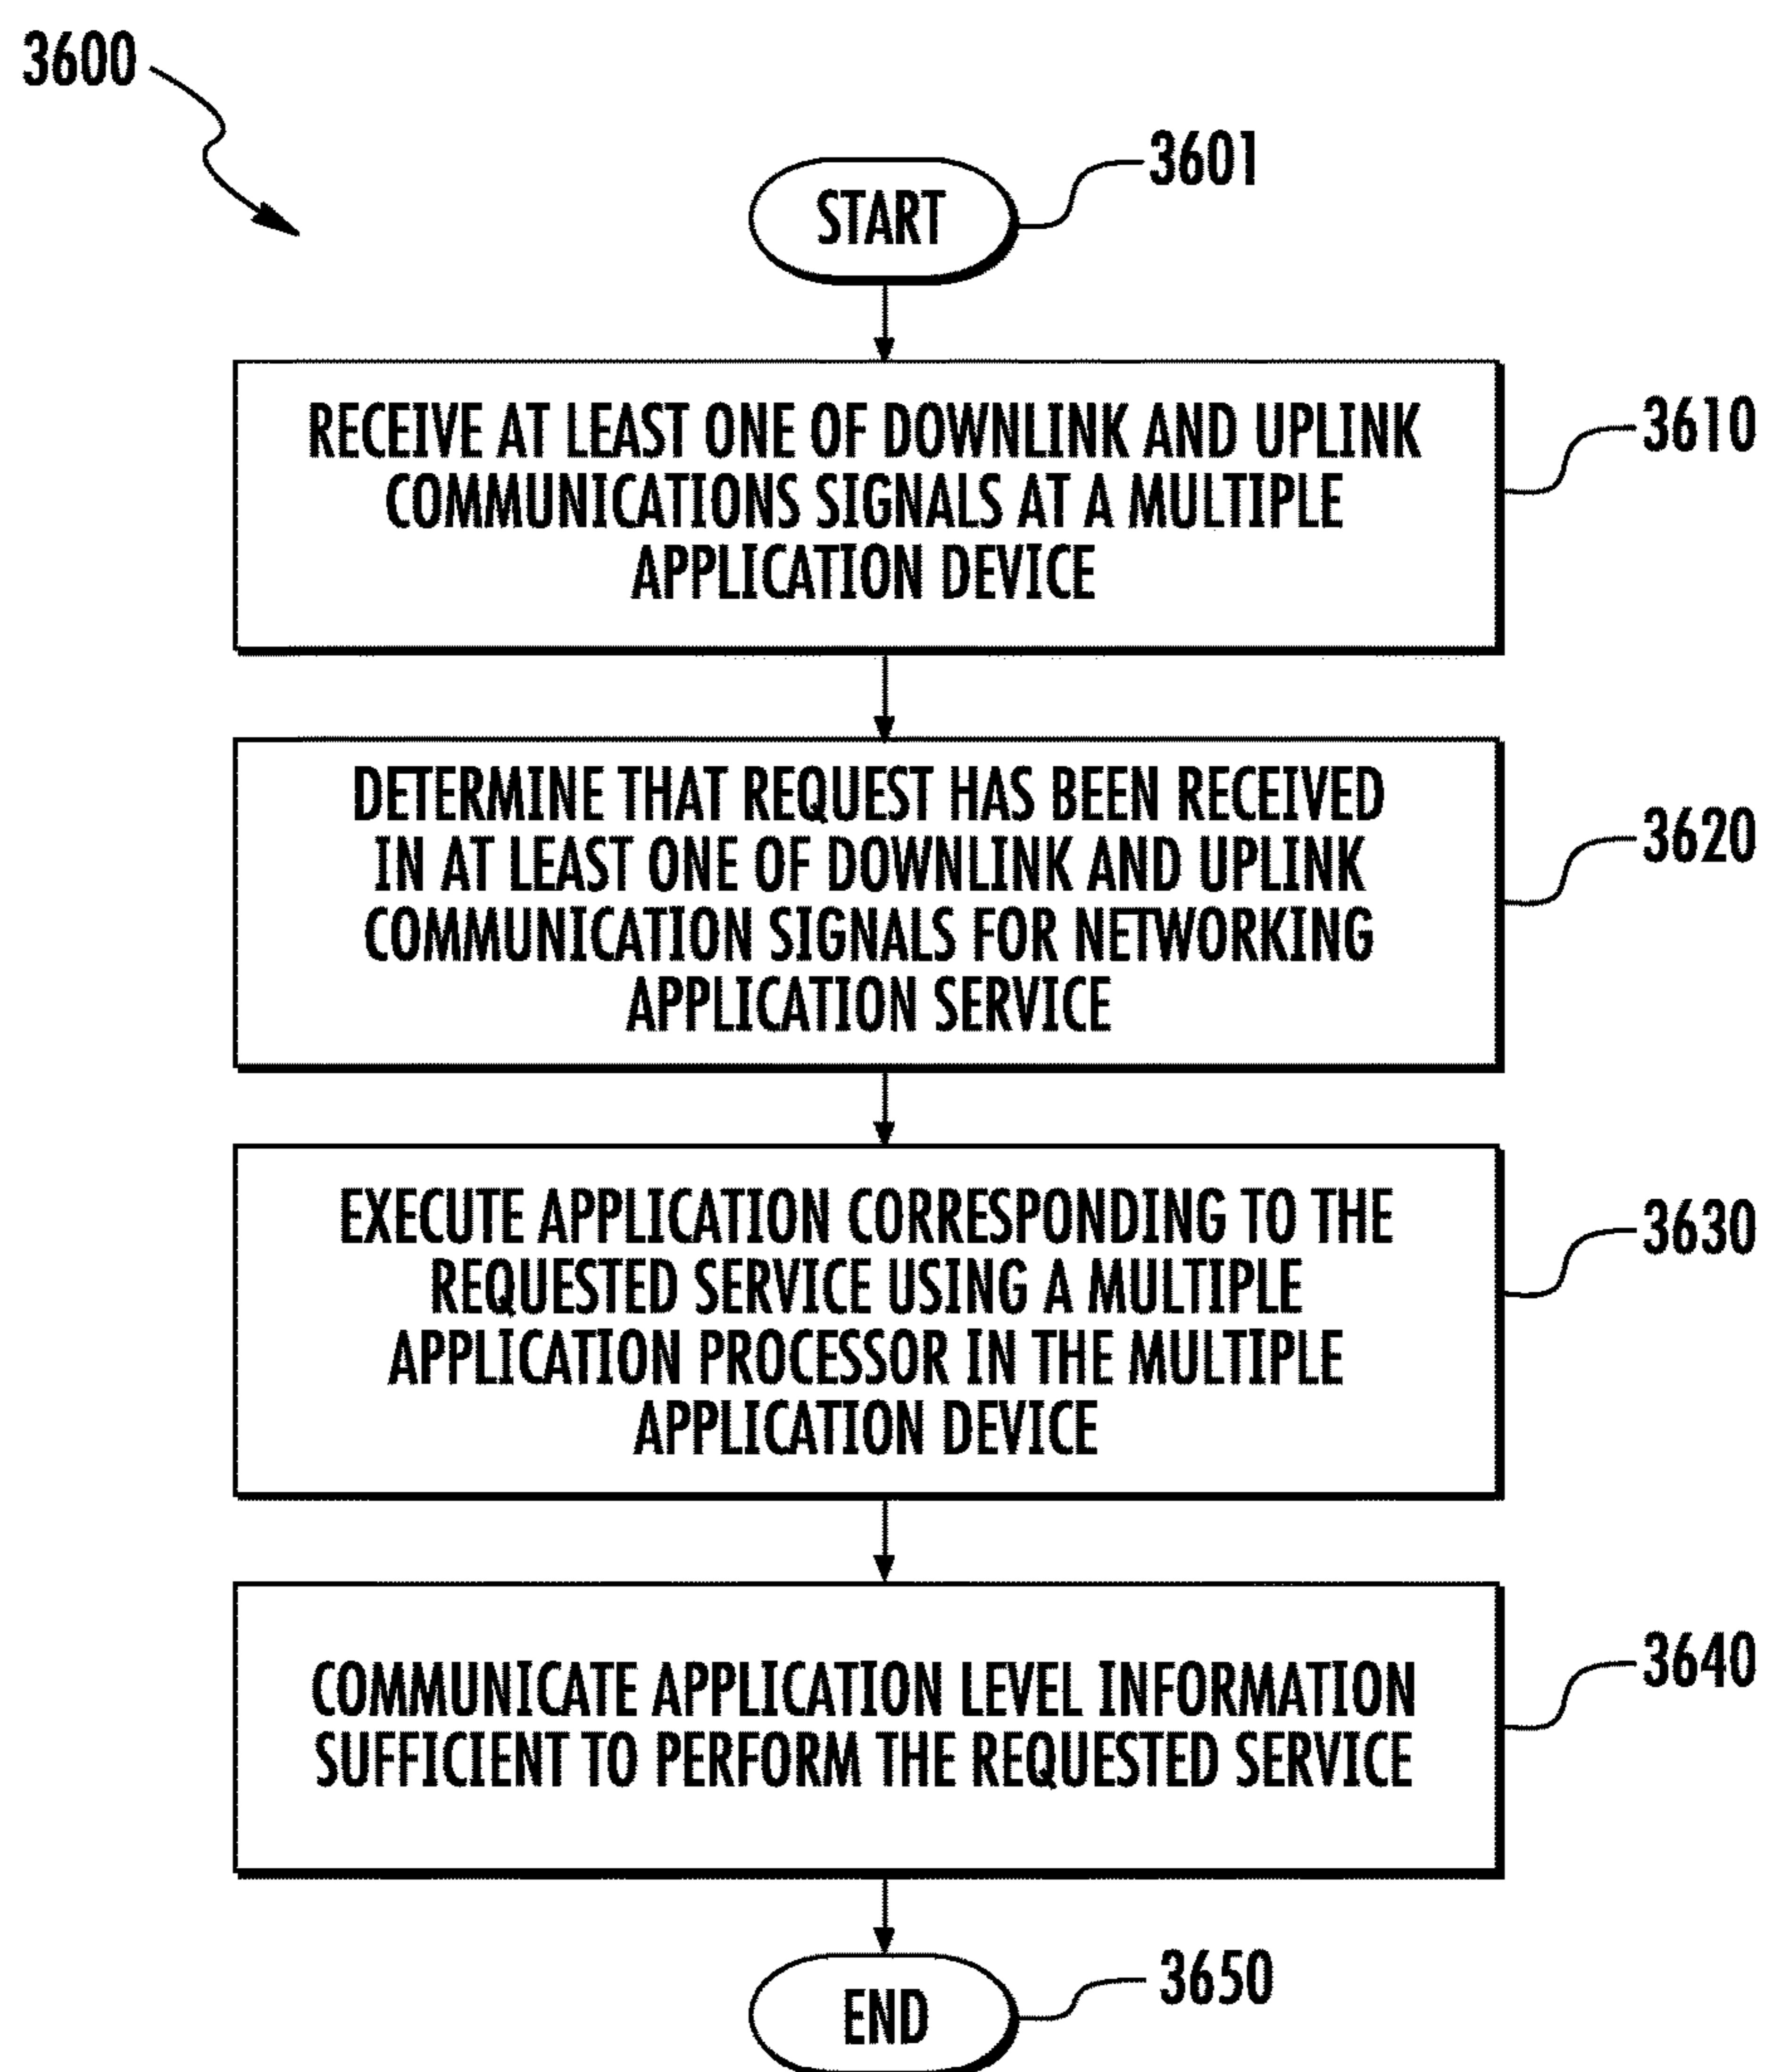 3600
START
3601
RECEIVE AT LEAST ONE OF DOWNLINK AND UPLINK
COMMUNICATIONS SIGNALS AT A MULTIPLE
APPLICATION DEVICE
3610
DETERMINE THAT REQUEST HAS BEEN RECEIVED
IN AT LEAST ONE OF DOWNLINK AND UPLINK
COMMUNICATION SIGNALS FOR NETWORKING
APPLICATION SERVICE
3620
EXECUTE APPLICATION CORRESPONDING TO THE
REQUESTED SERVICE USING A MULTIPLE
APPLICATION PROCESSOR IN THE MULTIPLE
APPLICATION DEVICE
3630
COMMUNICATE APPLICATION LEVEL INFORMATION
SUFFICIENT TO PERFORM THE REQUESTED SERVICE
3640
END
3650